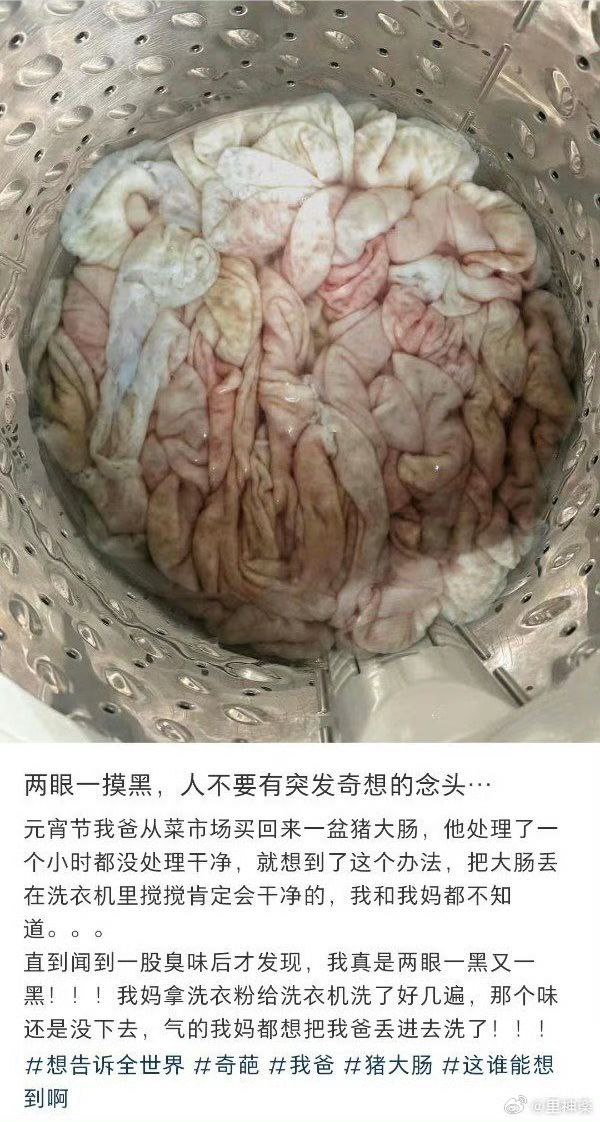 两眼一摸黑，人不要有突发奇想的念头…
元宵节我爸从菜市场买回来一盆猪大肠，他处理了一
个小时都没处理干净，就想到了这个办法，把大肠丢
在洗衣机里搅搅肯定会干净的，我和我妈都不知
道。。。
直到闻到一股臭味后才发现，我真是两眼一黑又一
黑！！！我妈拿洗衣粉给洗衣机洗了好几遍，那个味
还是没下去，气的我妈都想把我爸丢进去洗了！！！
#想告诉全世界 #奇葩 #我爸 #猪大肠 #这谁能想
到啊